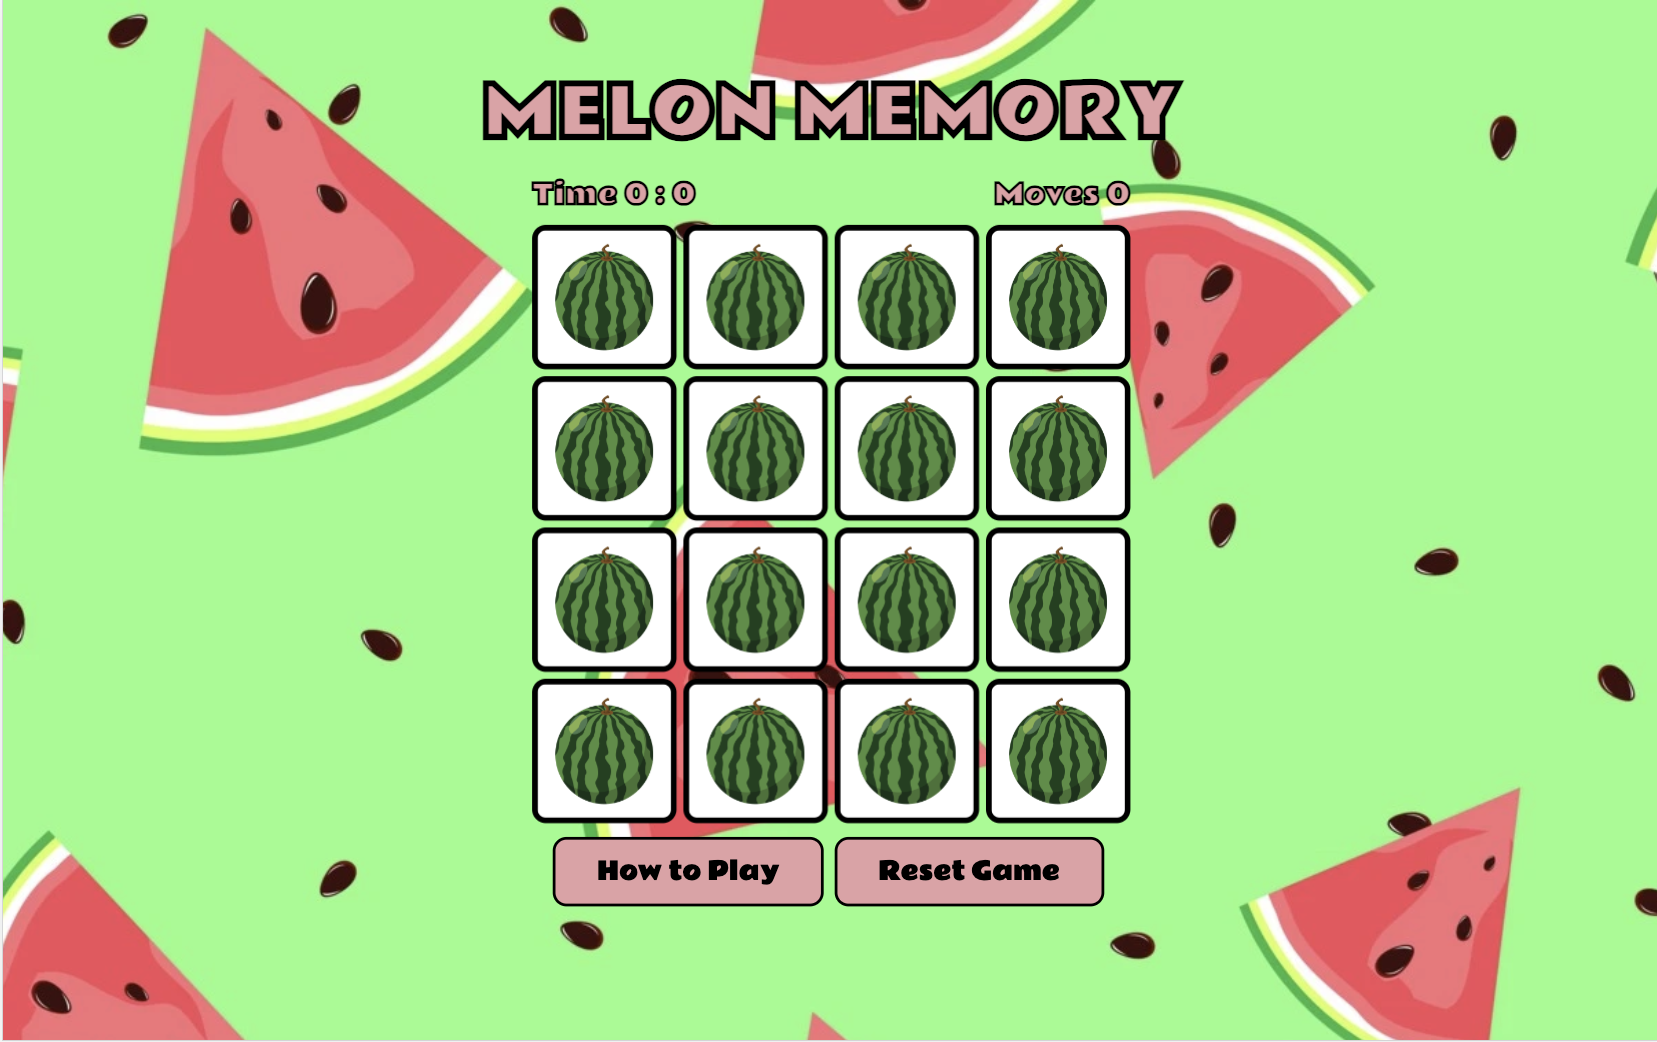 MELON MEMORY
Time 0 : 0
Moves 0
How to Play
Reset Game